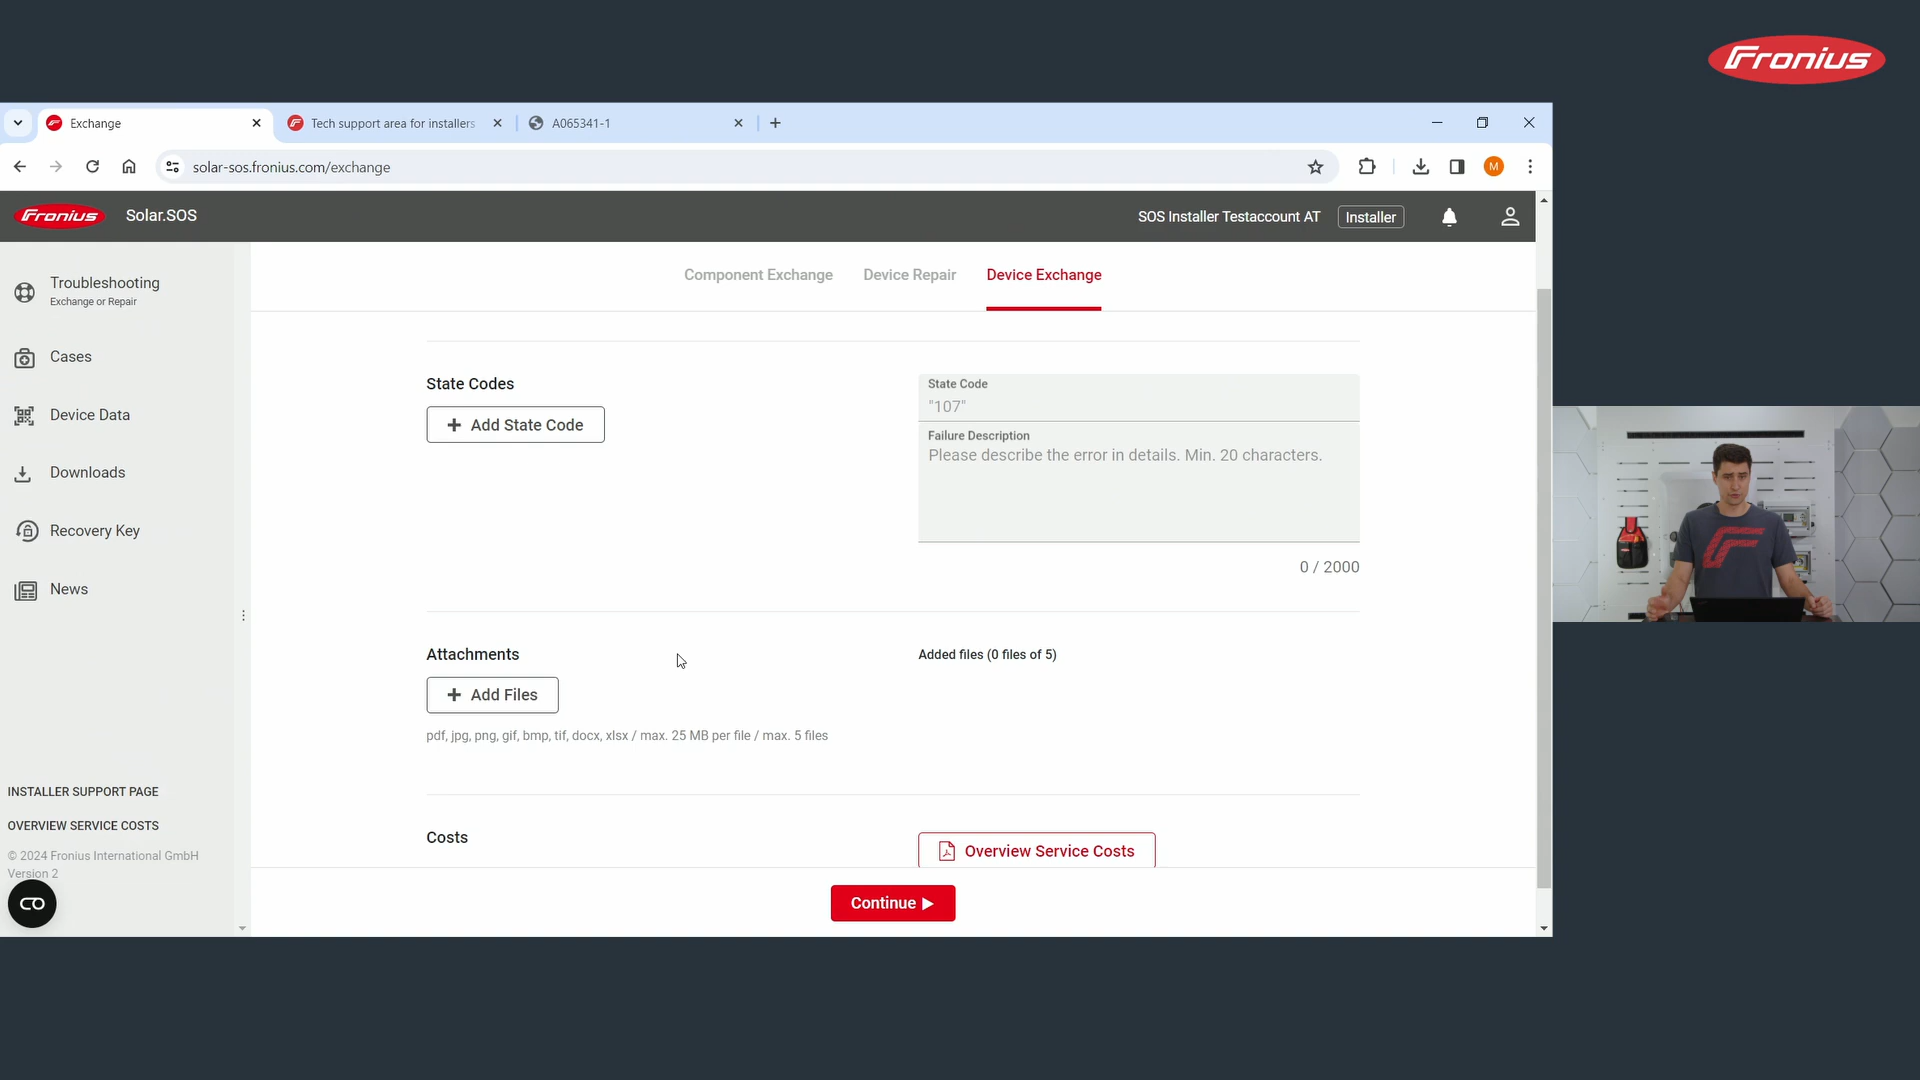 Fronius
Exchange
Tech support area for installers
A065341-1
solar-sos.fronius.com/exchange
M
Fronius
Solar.SOS
SOS Installer Testaccount AT
Installer
Troubleshooting
Exchange or Repair
Cases
Device Data
Downloads
Recovery Key
News
INSTALLER SUPPORT PAGE
OVERVIEW SERVICE COSTS
© 2024 Fronius International GmbH
Version 2
Component Exchange
Device Repair
Device Exchange
State Codes
+ Add State Code
State Code
"107"
Failure Description
Please describe the error in details. Min. 20 characters.
0 / 2000
Attachments
+ Add Files
pdf, jpg, png, gif, bmp, tif, docx, xlsx / max. 25 MB per file / max. 5 files
Added files (0 files of 5)
Costs
Overview Service Costs
Continue